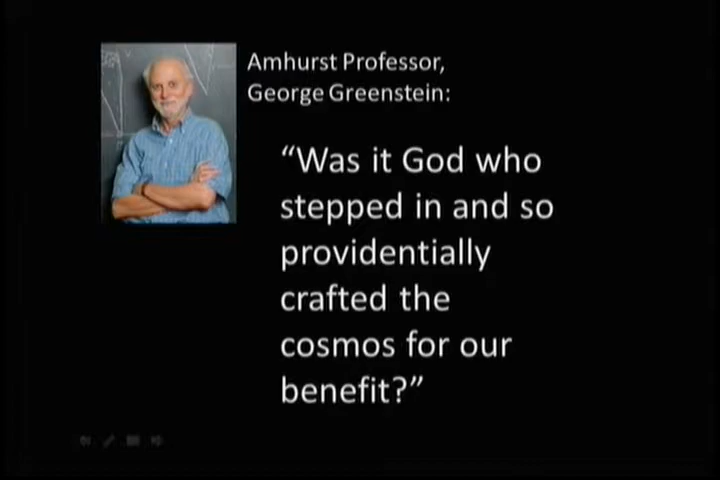 Amhurst Professor,
George Greenstein:
“Was it God who
stepped in and so
providentially
crafted the
cosmos for our
benefit?”